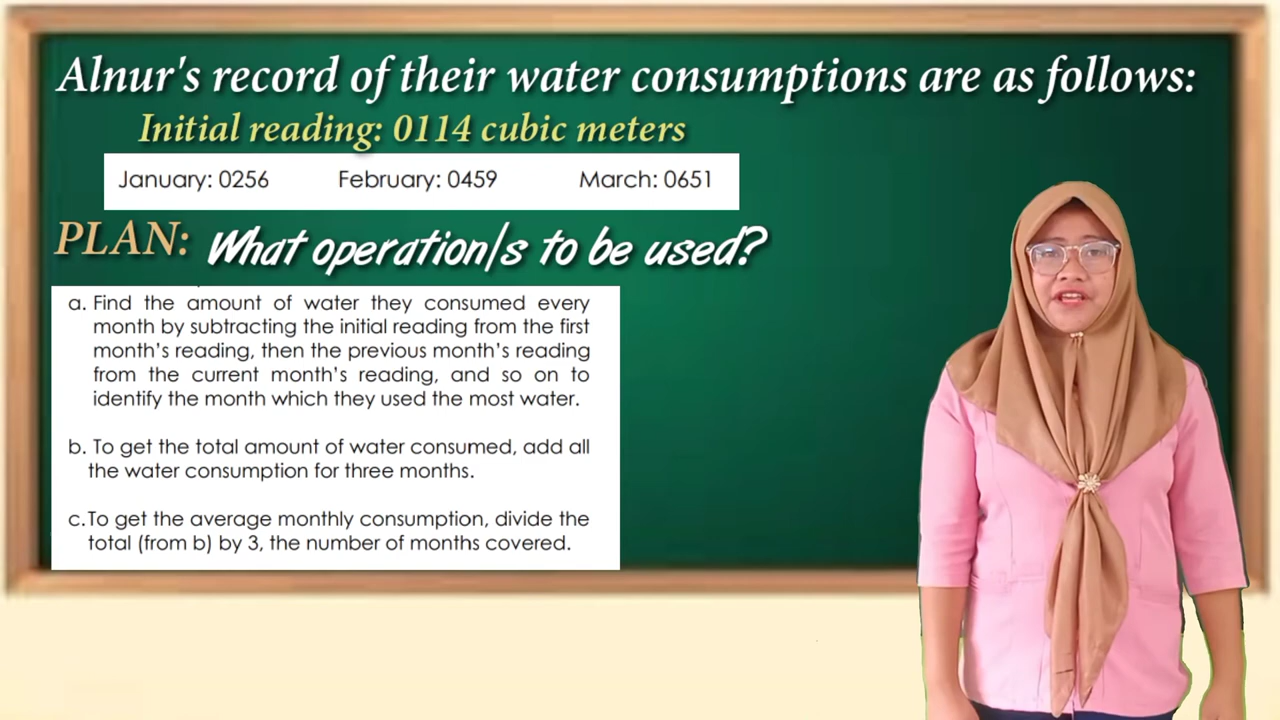 Alnur's record of their water consumptions are as follows:
Initial reading: 0114 cubic meters
January: 0256 February: 0459 March: 0651
PLAN: What operation/s to be used?
a. Find the amount of water they consumed every
month by subtracting the initial reading from the first
month's reading, then the previous month's reading
from the current month's reading, and so on to
identify the month which they used the most water.
b. To get the total amount of water consumed, add all
the water consumption for three months.
c. To get the average monthly consumption, divide the
total (from b) by 3, the number of months covered.